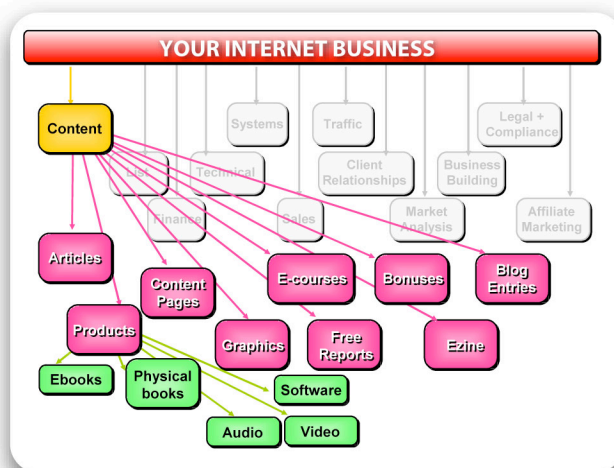 YOUR INTERNET BUSINESS
Content
Systems
Traffic
Legal +
Compliance
List
Technical
Client
Relationships
Business
Building
Finance
Sales
Market
Analysis
Affiliate
Marketing
Articles
Content
Pages
E-courses
Bonuses
Blog
Entries
Products
Graphics
Free
Reports
Ezine
Ebooks
Physical
books
Software
Audio
Video